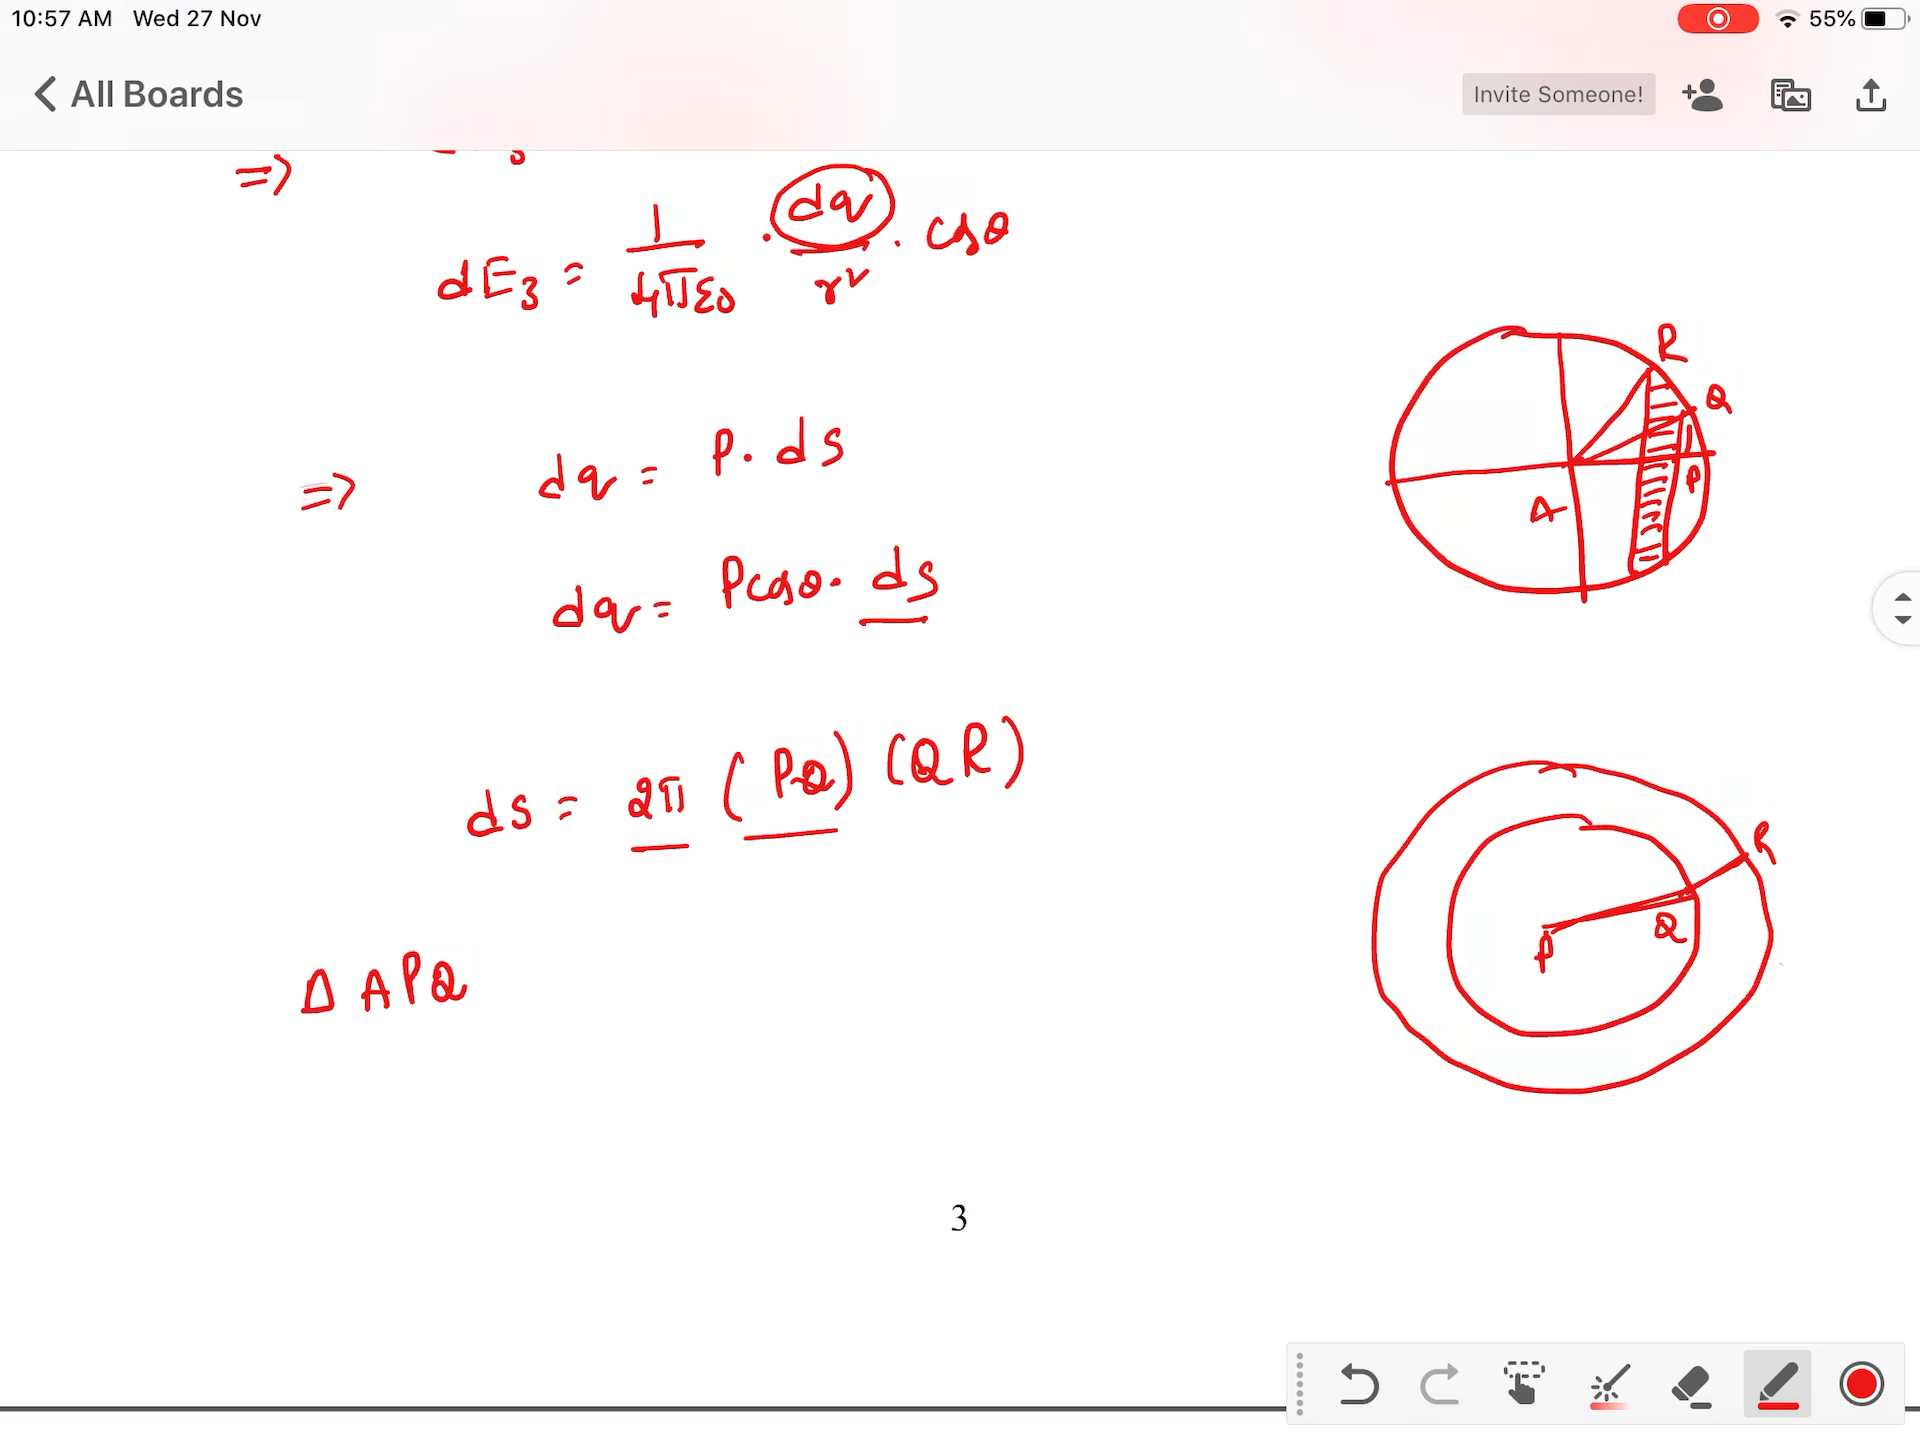 10:57 AM Wed 27 Nov 55%
All Boards Invite Someone!
=>
dE3 = 1/4πε0 . dq/r² . cosθ
=> dq = P. ds
dq = Pcosθ. ds
ds = 2π (PQ) (QR)
Δ APQ
R
Q
P
A
R
Q
P
3